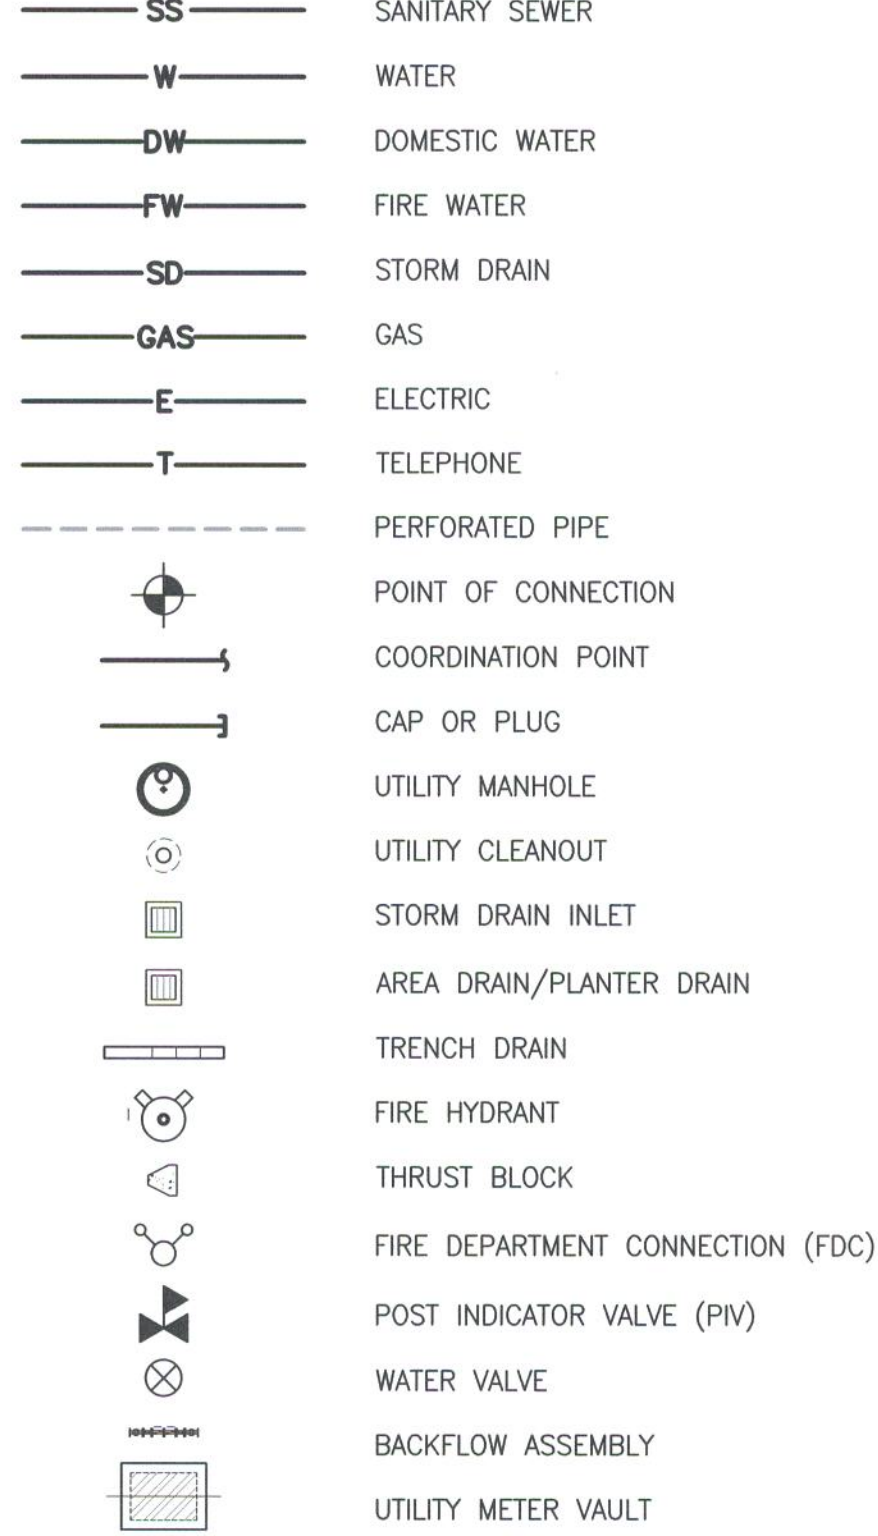 SS SANITARY SEWER
W WATER
DW DOMESTIC WATER
FW FIRE WATER
SD STORM DRAIN
GAS GAS
E ELECTRIC
T TELEPHONE
PERFORATED PIPE
POINT OF CONNECTION
COORDINATION POINT
CAP OR PLUG
UTILITY MANHOLE
UTILITY CLEANOUT
STORM DRAIN INLET
AREA DRAIN/PLANTER DRAIN
TRENCH DRAIN
FIRE HYDRANT
THRUST BLOCK
FIRE DEPARTMENT CONNECTION (FDC)
POST INDICATOR VALVE (PIV)
WATER VALVE
BACKFLOW ASSEMBLY
UTILITY METER VAULT